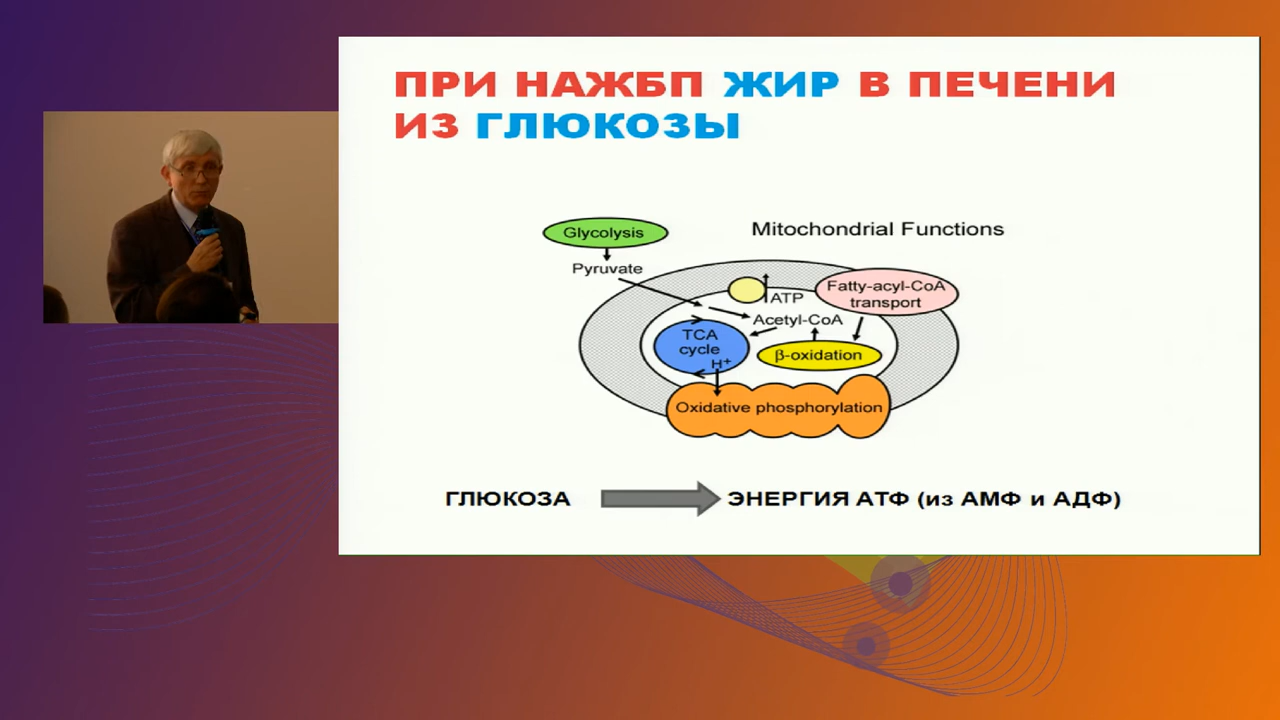 ПРИ НАЖБП ЖИР В ПЕЧЕНИ
ИЗ ГЛЮКОЗЫ
Glycolysis
Mitochondrial Functions
Pyruvate
Fatty-acyl-CoA
transport
ATP
Acetyl-CoA
TCA
cycle
H⁺
β-oxidation
Oxidative phosphorylation
ГЛЮКОЗА
ЭНЕРГИЯ АТФ (из АМФ и АДФ)